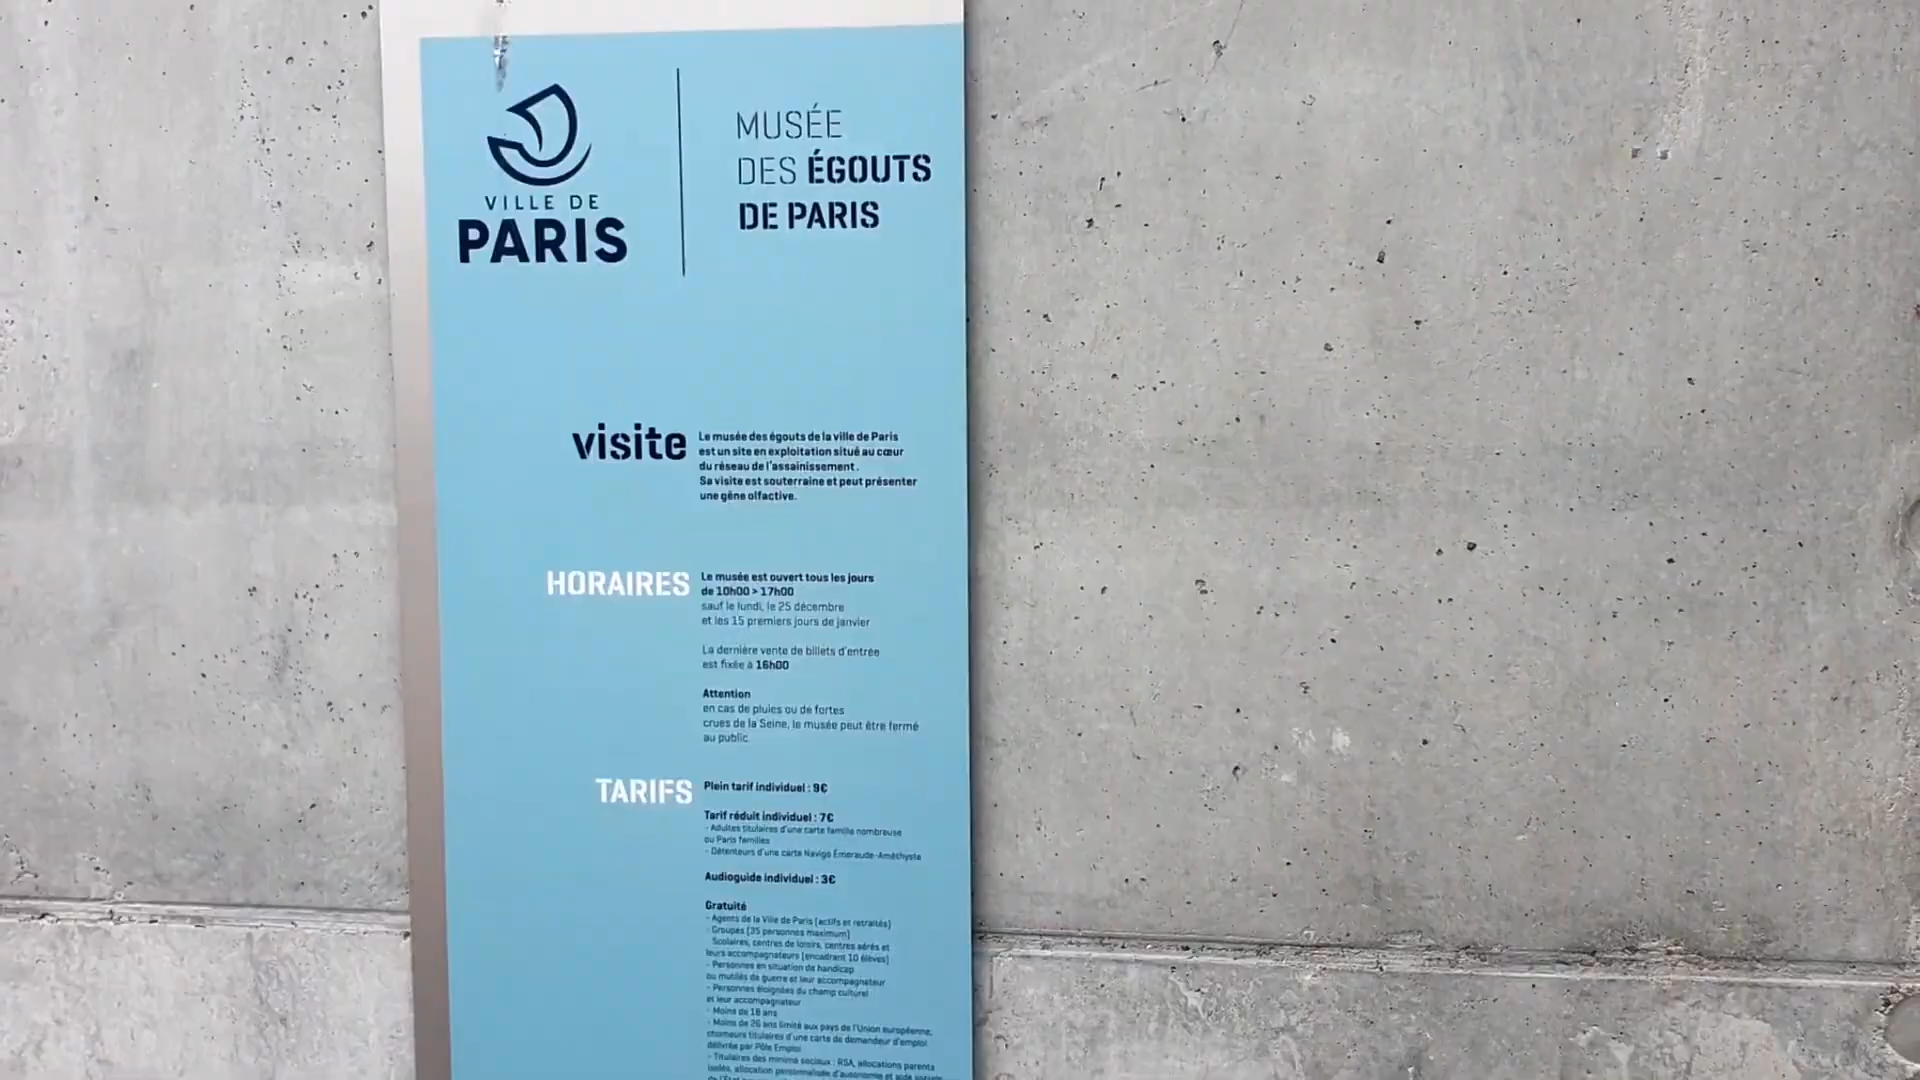 VILLE DE
PARIS
MUSÉE
DES ÉGOUTS
DE PARIS
visite
Le musée des égouts de la ville de Paris
est un site en exploitation situé au cœur
du réseau de l'assainissement.
Sa visite est souterraine et peut présenter
une gêne olfactive.
HORAIRES
Le musée est ouvert tous les jours
de 10h00 > 17h00
sauf le lundi, le 25 décembre
et les 15 premiers jours de janvier
La dernière vente de billets d'entrée
est fixée à 16h00
Attention
en cas de pluies ou de fortes
crues de la Seine, le musée peut être fermé
au public.
TARIFS
Plein tarif individuel : 9€
Tarif réduit individuel : 7€
- Adultes titulaires d'une carte famille nombreuse
ou Paris familles
- Détenteurs d'une carte Navigo Émeraude-Améthyste
Audioguide individuel : 3€
Gratuité
- Agents de la Ville de Paris (actifs et retraités)
- Groupes (35 personnes maximum)
Scolaires, centres de loisirs, centres aérés et
leurs accompagnateurs (encadrant 10 élèves)
- Personnes en situation de handicap
ou mutilés de guerre et leur accompagnateur
- Personnes éloignées du champ culturel
et leur accompagnateur
- Moins de 18 ans
- Moins de 26 ans limité aux pays de l'Union européenne,
chômeurs titulaires d'une carte de demandeur d'emploi
délivrée par Pôle Emploi
- Titulaires des minima sociaux : RSA, allocations parents
isolés, allocation personnalisée d'autonomie et aide sociale
de l'État